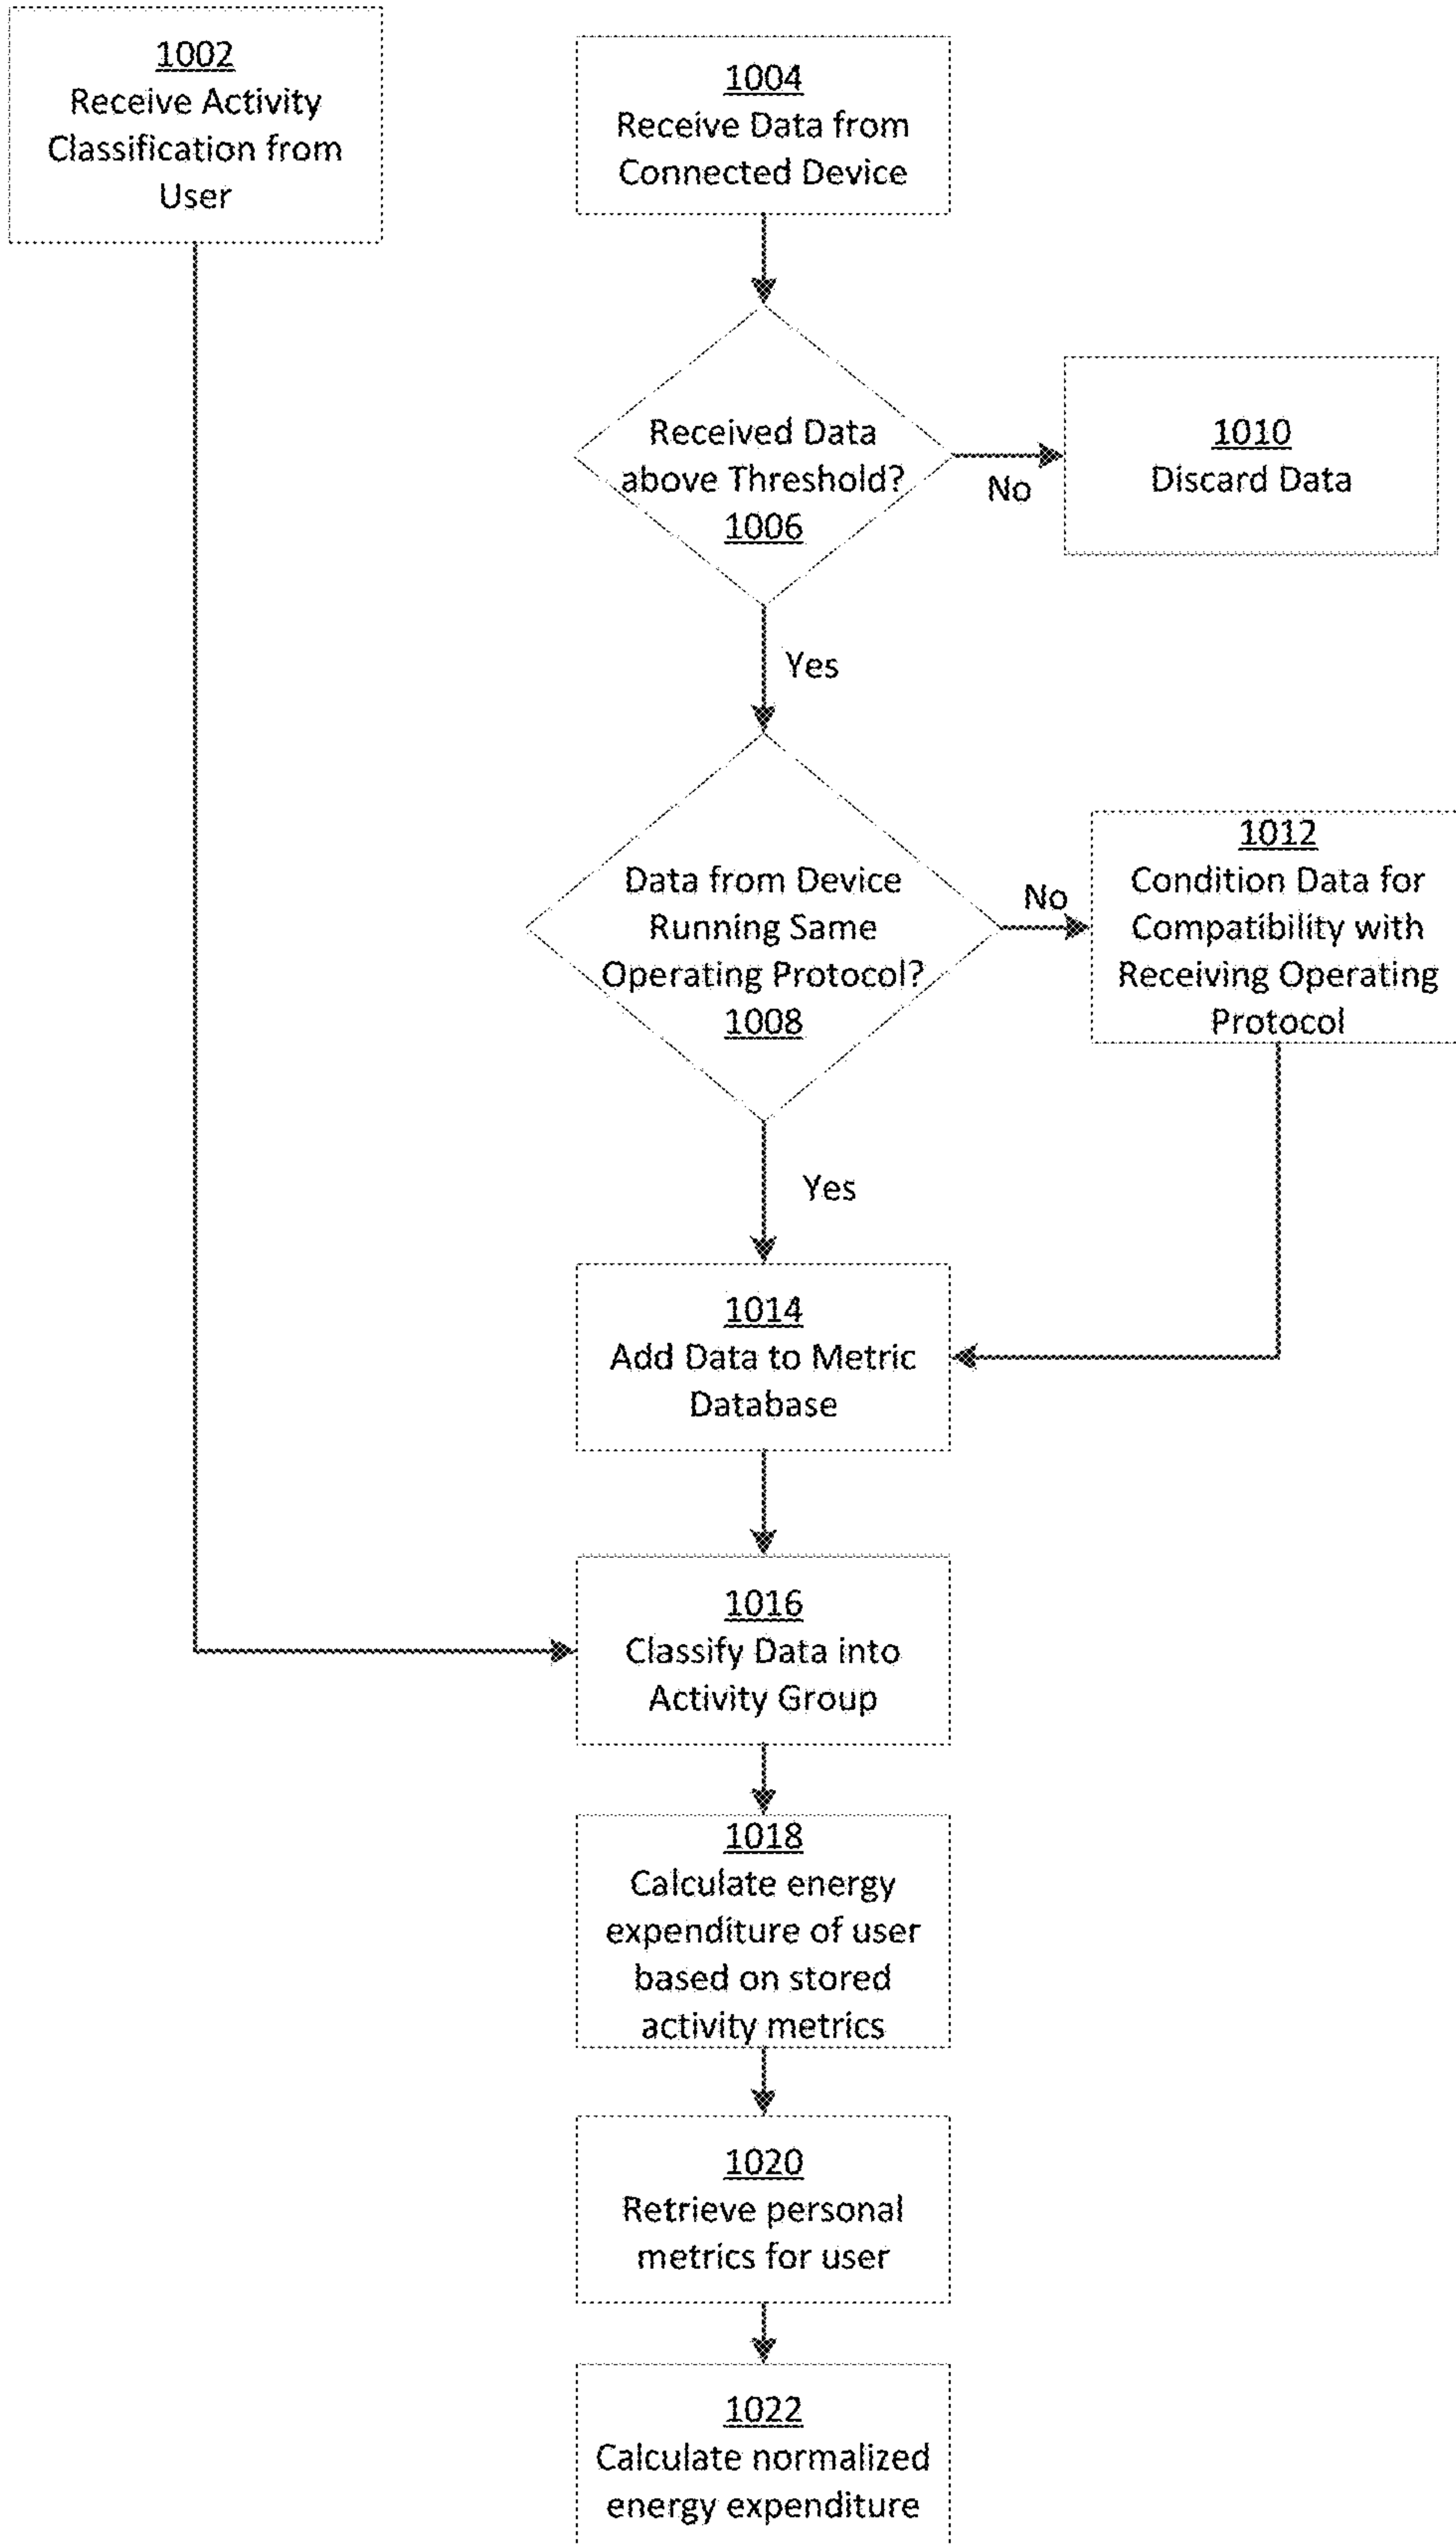 1002
Receive Activity
Classification from
User
1004
Receive Data from
Connected Device
Received Data
above Threshold?
1006
No
1010
Discard Data
Yes
Data from Device
Running Same
Operating Protocol?
1008
No
1012
Condition Data for
Compatibility with
Receiving Operating
Protocol
Yes
1014
Add Data to Metric
Database
1016
Classify Data into
Activity Group
1018
Calculate energy
expenditure of user
based on stored
activity metrics
1020
Retrieve personal
metrics for user
1022
Calculate normalized
energy expenditure